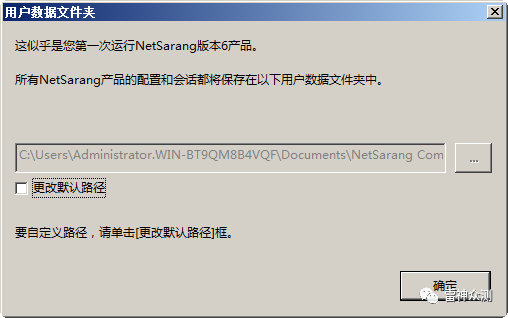 用户数据文件夹
这似乎是您第一次运行NetSarang版本6产品。
所有NetSarang产品的配置和会话都将保存在以下用户数据文件夹中。
C:\Users\Administrator.WIN-BT9QM8B4VQF\Documents\NetSarang Com
...
更改默认路径
要自定义路径，请单击[更改默认路径]框。
确定
雷神众测